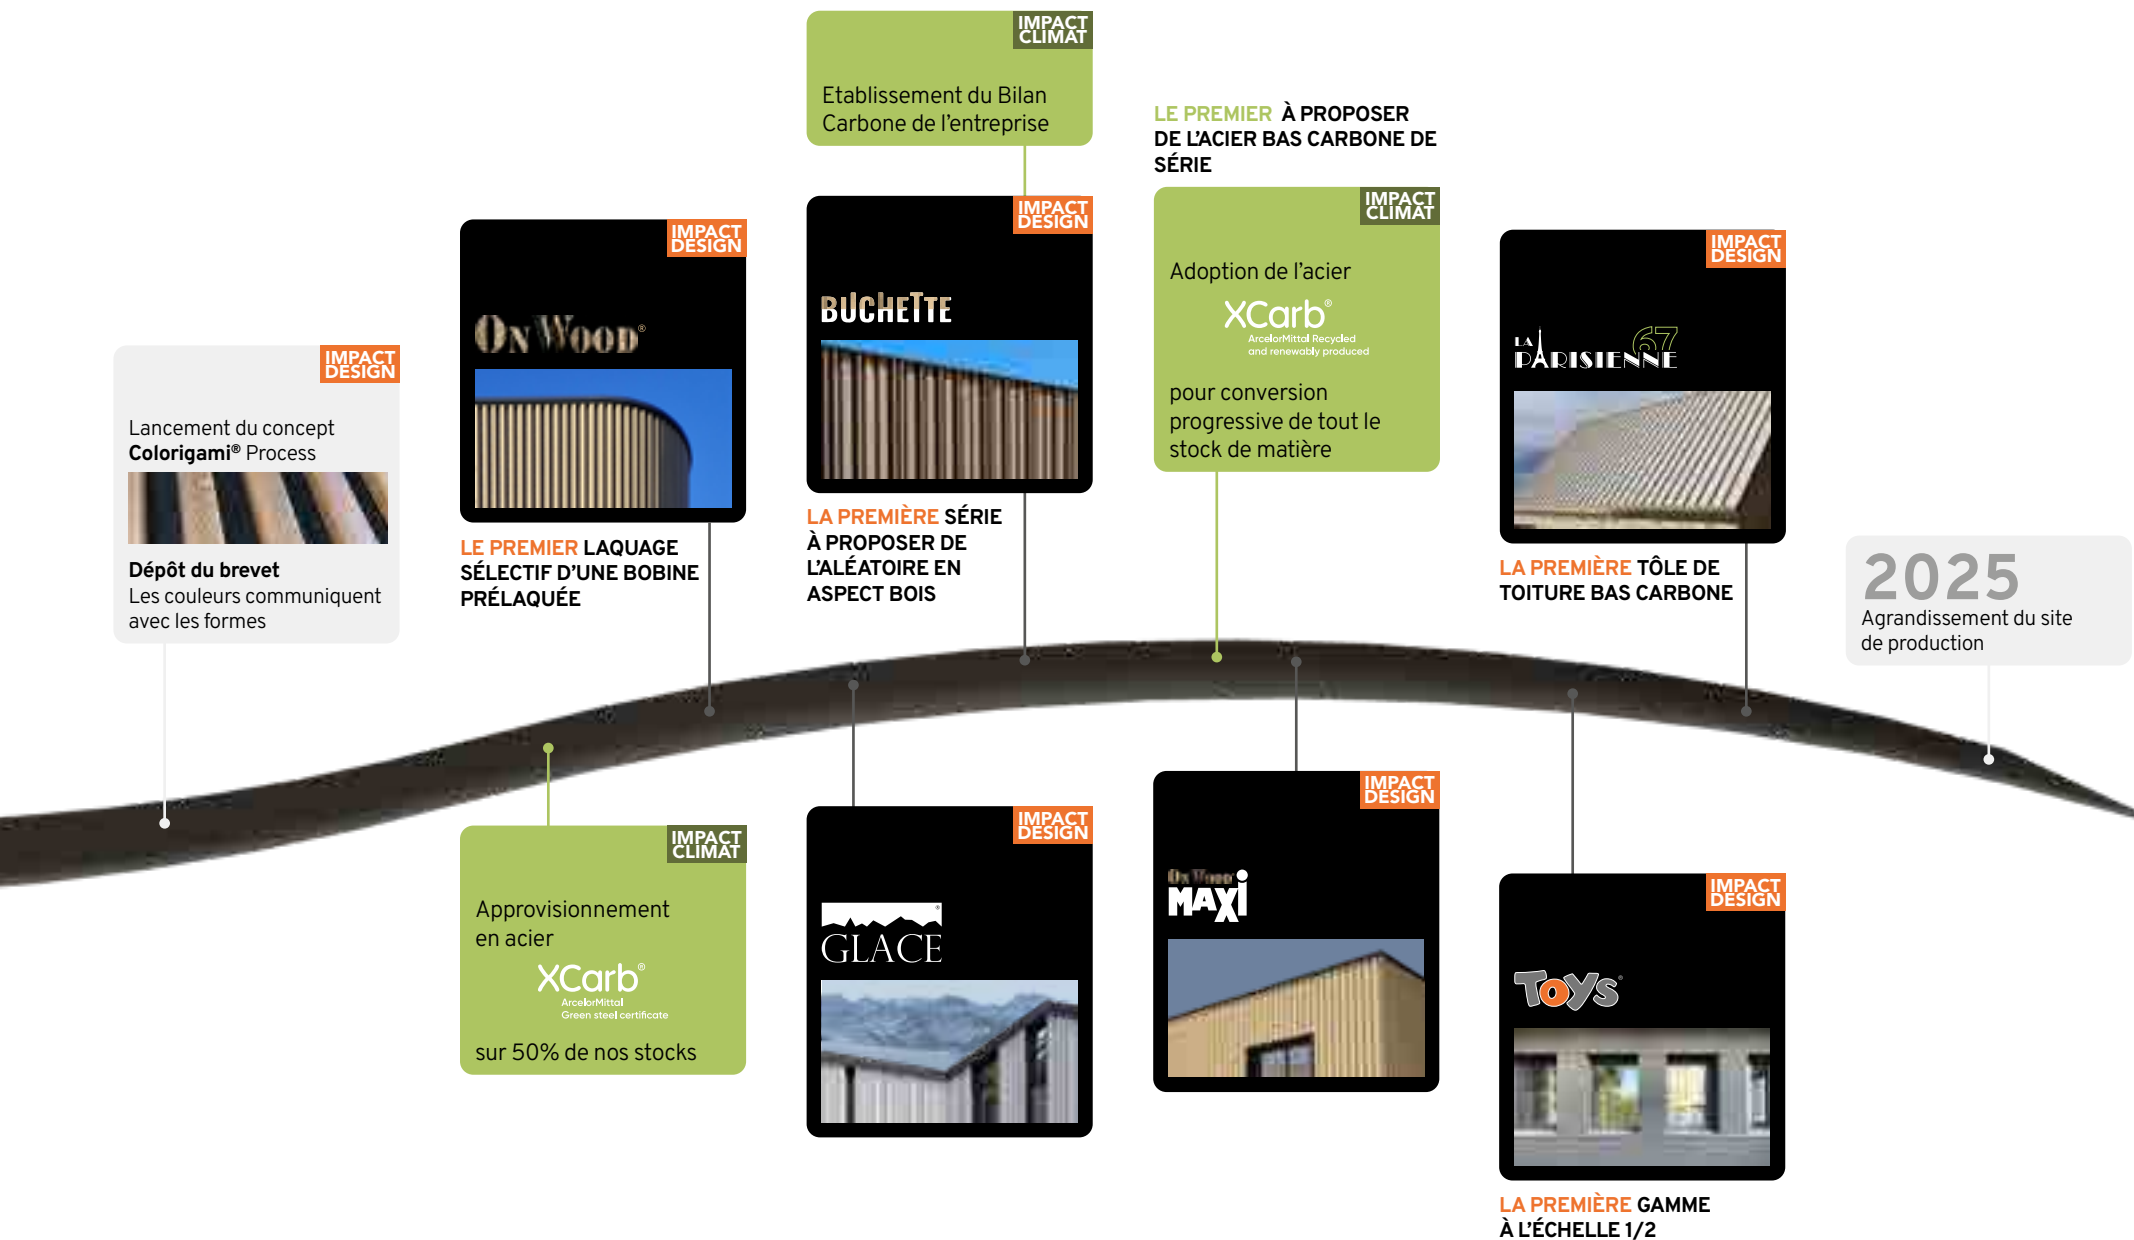 IMPACT
DESIGN
Lancement du concept
Colorigami® Process
Dépôt du brevet
Les couleurs communiquent
avec les formes
IMPACT
DESIGN
ON WOOD®
LE PREMIER LAQUAGE
SÉLECTIF D'UNE BOBINE
PRÉLAQUÉE
IMPACT
CLIMAT
Approvisionnement
en acier
XCarb®
ArcelorMittal
Green steel certificate
sur 50% de nos stocks
IMPACT
CLIMAT
Etablissement du Bilan
Carbone de l'entreprise
IMPACT
DESIGN
BUCHETTE
LA PREMIÈRE SÉRIE
À PROPOSER DE
L'ALÉATOIRE EN
ASPECT BOIS
IMPACT
DESIGN
GLACE®
LE PREMIER À PROPOSER
DE L'ACIER BAS CARBONE DE
SÉRIE
IMPACT
CLIMAT
Adoption de l'acier
XCarb®
ArcelorMittal Recycled
and renewably produced
pour conversion
progressive de tout le
stock de matière
IMPACT
DESIGN
ON WOOD
MAXI
IMPACT
DESIGN
LA
PARISIENNE 67
LA PREMIÈRE TÔLE DE
TOITURE BAS CARBONE
IMPACT
DESIGN
TOYS®
LA PREMIÈRE GAMME
À L'ÉCHELLE 1/2
2025
Agrandissement du site
de production